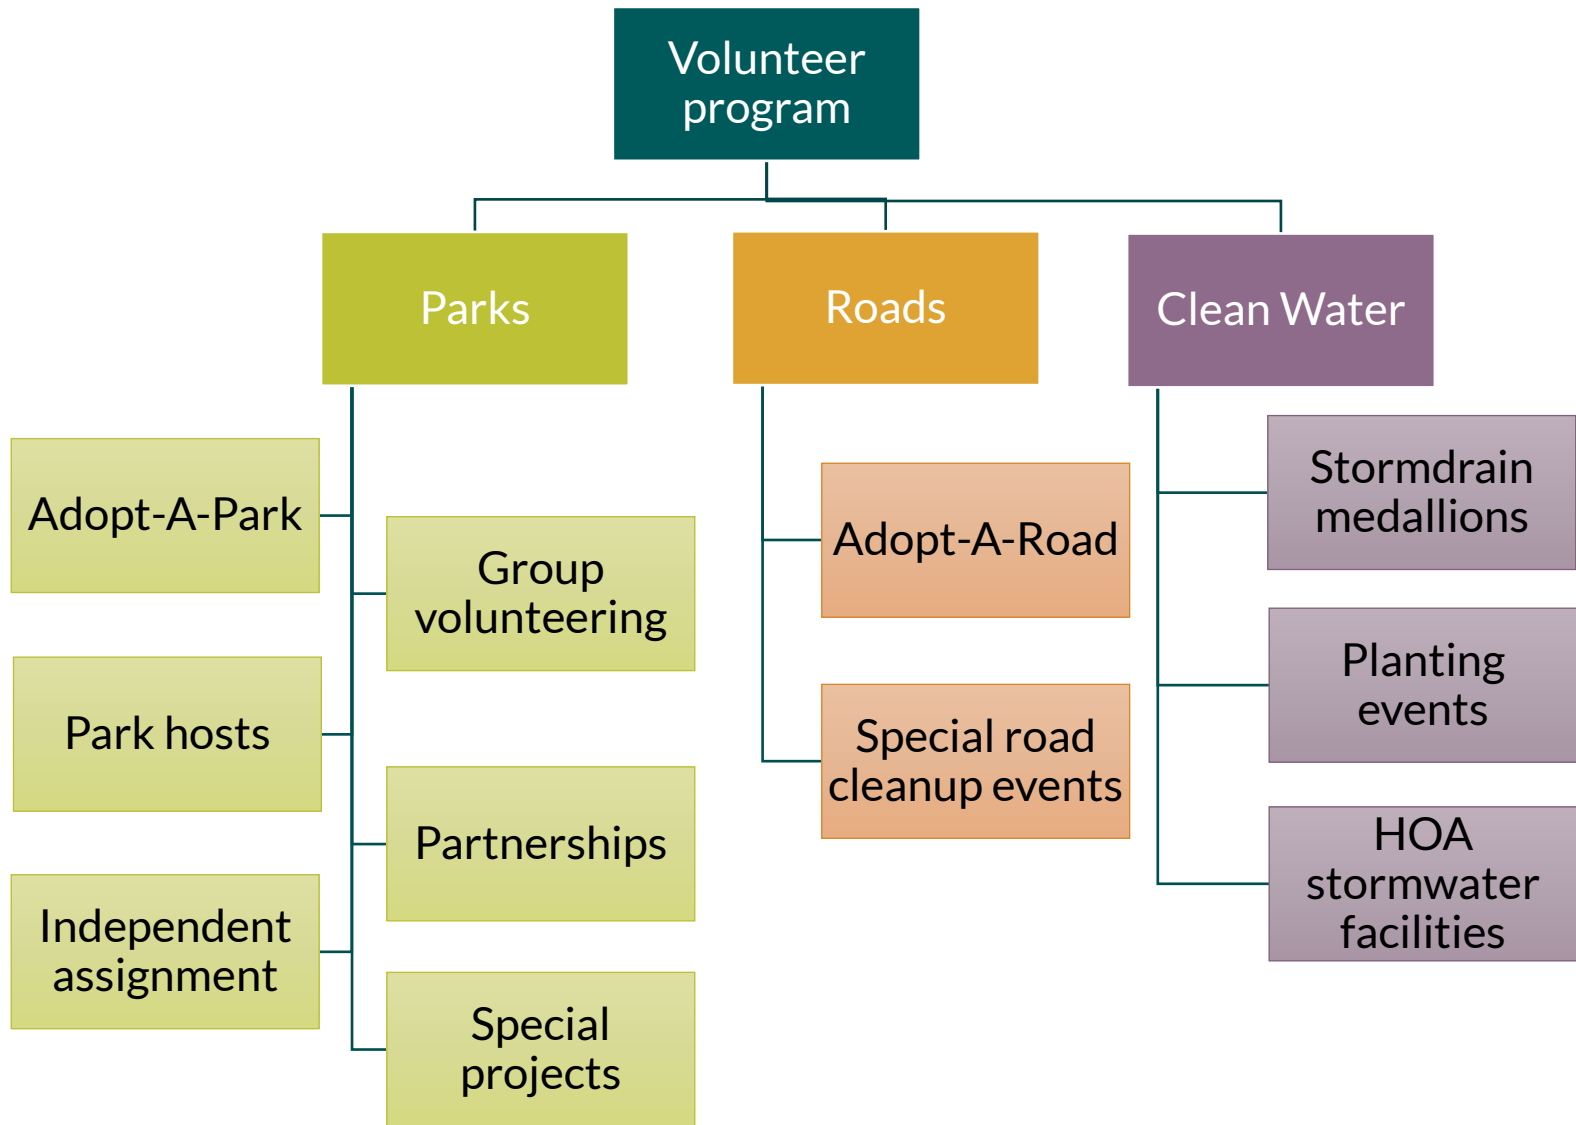 Volunteer
program
Parks
Roads
Clean Water
Adopt-A-Park
Group
volunteering
Park hosts
Partnerships
Independent
assignment
Special
projects
Adopt-A-Road
Special road
cleanup events
Stormdrain
medallions
Planting
events
HOA
stormwater
facilities